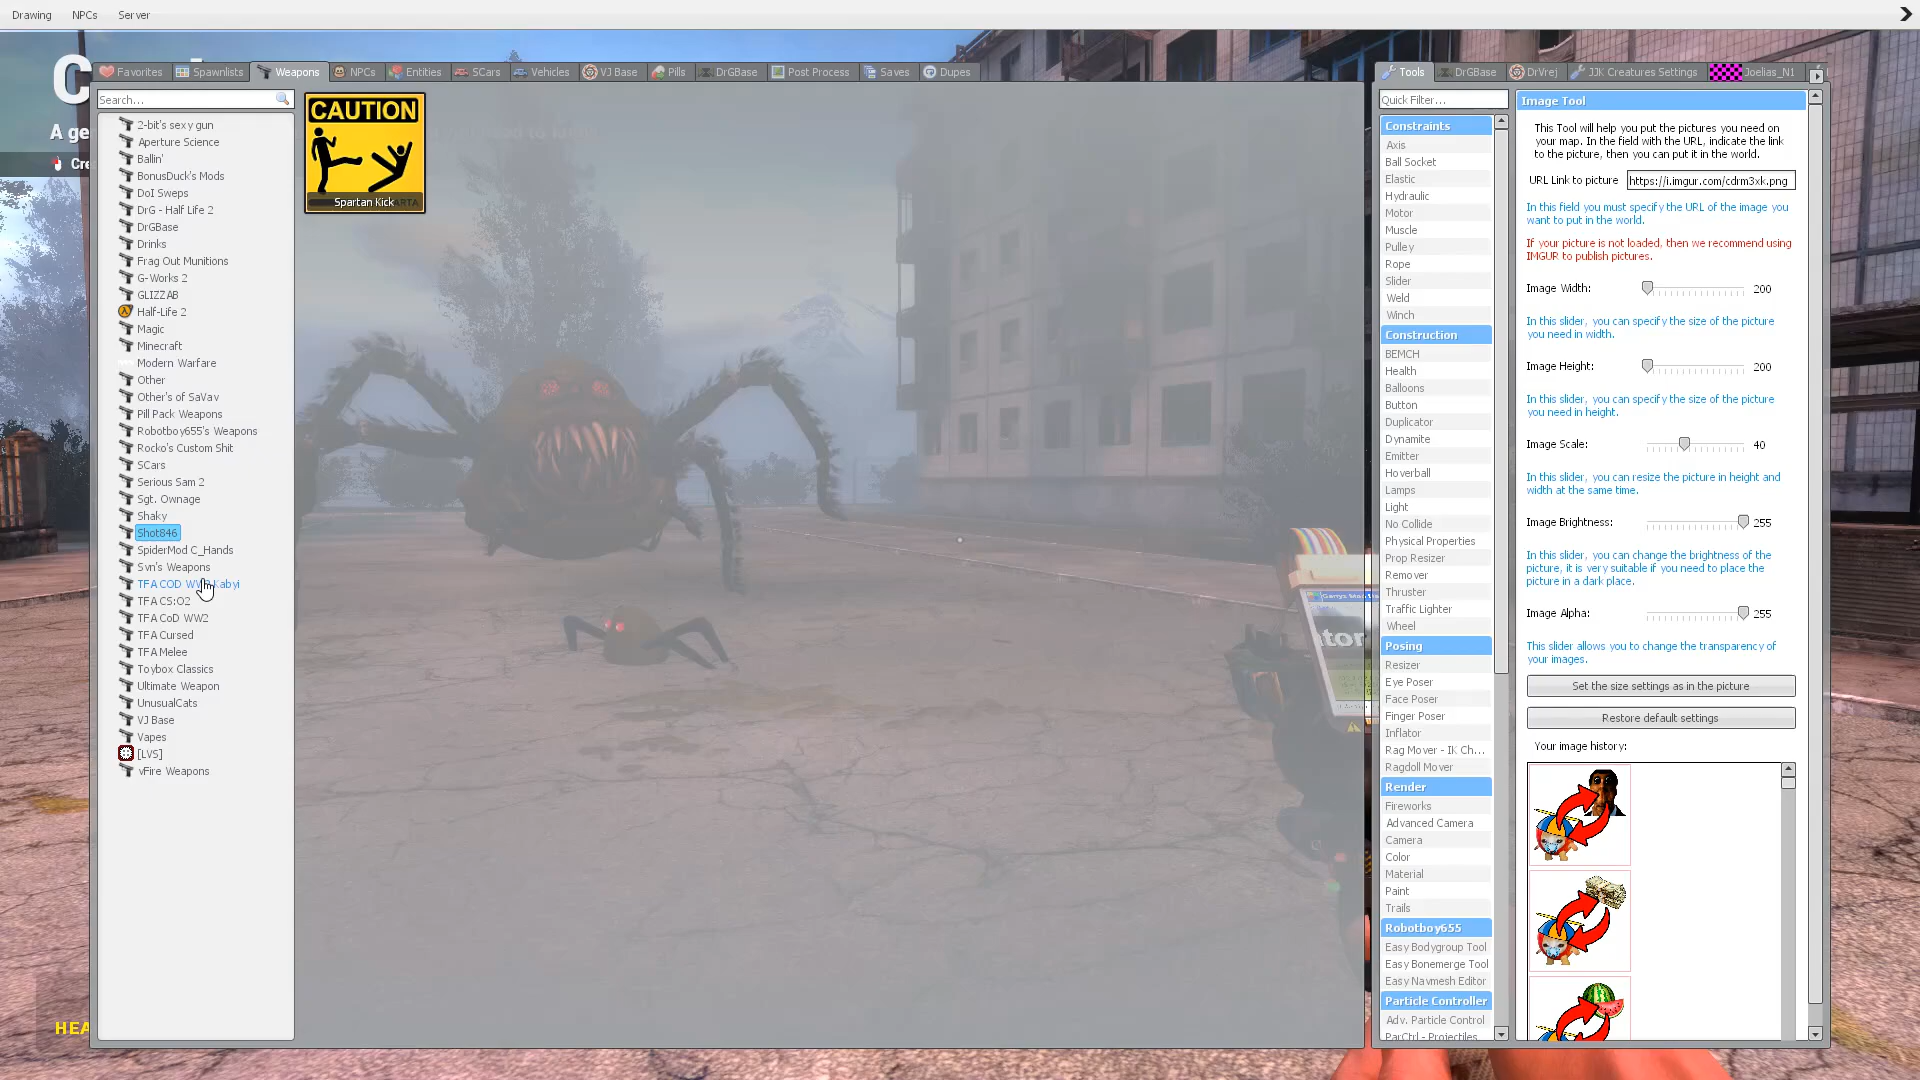 Drawing NPCs Server
Favorites Spawnlists Weapons NPCs Entities SCars Vehicles VJ Base Pills DrGBase Post Process Saves Dupes
Search...
2-bit's sexy gun
Aperture Science
Ballin'
BonusDuck's Mods
DoI Sweps
DrG - Half Life 2
DrGBase
Drinks
Frag Out Munitions
G-Works 2
GLIZZAB
Half-Life 2
Magic
Minecraft
Modern Warfare
Other
Other's of SaVav
Pill Pack Weapons
Robotboy655's Weapons
Rocko's Custom Shit
SCars
Serious Sam 2
Sgt. Ownage
Shaky
Shot846
SpiderMod C_Hands
Svn's Weapons
TFA COD
TFA CS:O2
TFA CoD WW2
TFA Cursed
TFA Melee
Toybox Classics
Ultimate Weapon
UnusualCats
VJ Base
Vapes
[LVS]
vFire Weapons
CAUTION
Spartan Kick
C
A ge
Cre
HEA
tor
Tools DrGBase DrVrej JJK Creatures Settings Joelias_N1
Quick Filter...
Constraints
Axis
Ball Socket
Elastic
Hydraulic
Motor
Muscle
Pulley
Rope
Slider
Weld
Winch
Construction
BEMCH
Health
Balloons
Button
Duplicator
Dynamite
Emitter
Hoverball
Lamps
Light
No Collide
Physical Properties
Prop Resizer
Remover
Thruster
Traffic Lighter
Wheel
Posing
Resizer
Eye Poser
Face Poser
Finger Poser
Inflator
Rag Mover - IK Ch...
Ragdoll Mover
Render
Fireworks
Advanced Camera
Camera
Color
Material
Paint
Trails
Robotboy655
Easy Bodygroup Tool
Easy Bonemerge Tool
Easy Navmesh Editor
Particle Controller
Adv. Particle Control
ParCtrl - Projectiles
Image Tool
This Tool will help you put the pictures you need on
your map. In the field with the URL, indicate the link
to the picture, then you can put it in the world.
URL Link to picture https://i.imgur.com/cdrm3xk.png
In this field you must specify the URL of the image you
want to put in the world.
If your picture is not loaded, then we recommend using
IMGUR to publish pictures.
Image Width: 200
In this slider, you can specify the size of the picture
you need in width.
Image Height: 200
In this slider, you can specify the size of the picture
you need in height.
Image Scale: 40
In this slider, you can resize the picture in height and
width at the same time.
Image Brightness: 255
In this slider, you can change the brightness of the
picture, it is very suitable if you need to place the
picture in a dark place.
Image Alpha: 255
This slider allows you to change the transparency of
your images.
Set the size settings as in the picture
Restore default settings
Your image history: